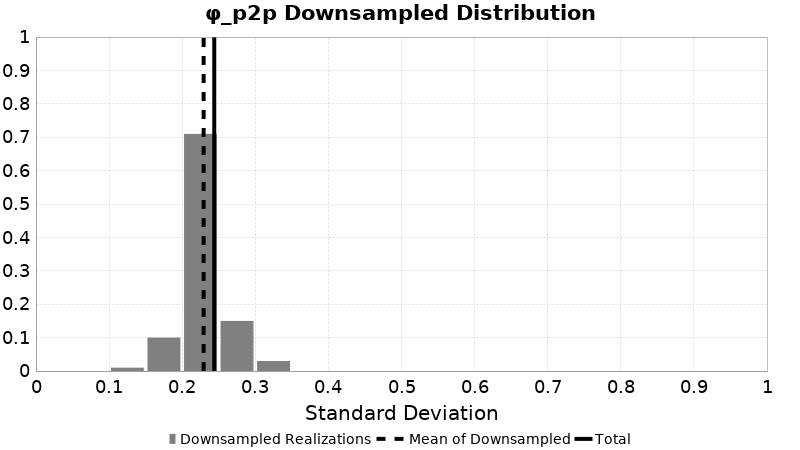 φ_p2p Downsampled Distribution
1
0.9
0.8
0.7
0.6
0.5
0.4
0.3
0.2
0.1
0
0 0.1 0.2 0.3 0.4 0.5 0.6 0.7 0.8 0.9 1
Standard Deviation
Downsampled Realizations Mean of Downsampled Total